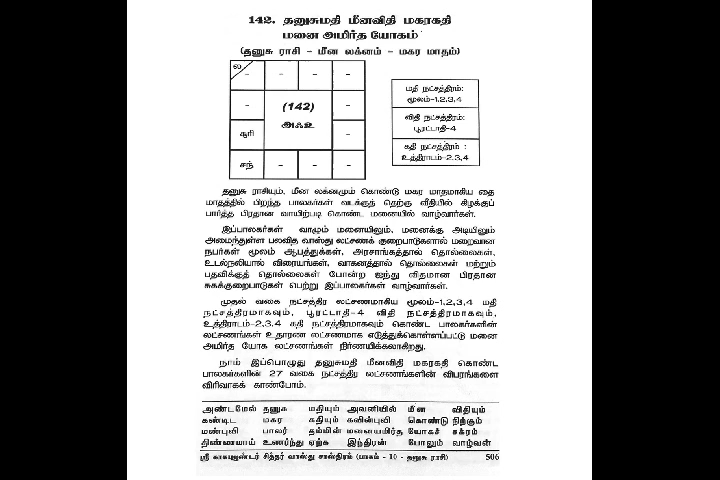 142. தனுசுமதி மீனவிதி மகரகதி
மனை அமிர்த யோகம்
(தனுசு ராசி - மீன லக்னம் - மகர மாதம்)
ல
- - - -
- (142) -
சூரி அஃஉ -
சந் - - -
மதி நட்சத்திரம்:
மூலம்-1,2,3,4
விதி நட்சத்திரம்:
பூரட்டாதி-4
கதி நட்சத்திரம் :
உத்திராடம்-2,3,4
தனுசு ராசியும், மீன லக்னமும் கொண்டு மகர மாதமாகிய தை
மாதத்தில் பிறந்த பாலகர்கள் வடக்குத் தெற்கு வீதியில் கிழக்குப்
பார்த்த பிரதான வாயிற்படி கொண்ட மனையில் வாழ்வார்கள்.
இப்பாலகர்கள் வாழும் மனையிலும், மனைக்கு அடியிலும்
அமைந்துள்ள பலவித வாஸ்து லட்சணக் குறைபாடுகளால் மறைவான
நபர்கள் மூலம் ஆபத்துக்கள், அரசாங்கத்தால் தொல்லைகள்,
உடல்நலியால் விரையங்கள், வாகனத்தால் தொல்லைகள் மற்றும்
பதவிக்குத் தொல்லைகள் போன்ற ஐந்து விதமான பிரதான
சுகக்குறைபாடுகள் பெற்று இப்பாலகர்கள் வாழ்வார்கள்.
முதல் வகை நட்சத்திர லட்சணமாகிய மூலம்-1,2,3,4 மதி
நட்சத்திரமாகவும், பூரட்டாதி-4 விதி நட்சத்திரமாகவும்,
உத்திராடம்-2,3,4 கதி நட்சத்திரமாகவும் கொண்ட பாலகர்களின்
லட்சணங்கள் உதாரண லட்சணமாக எடுத்துக்கொள்ளப்பட்டு மனை
அமிர்த யோக லட்சணங்கள் நிர்ணயிக்கலாகிறது.
நாம் இப்பொழுது தனுசுமதி மீனவிதி மகரகதி கொண்ட
பாலகர்களின் 27 வகை நட்சத்திர லட்சணங்களின் விபரங்களை
விரிவாகக் காண்போம்.
அண்டமேல் தனுசு மதியும் அவனியில் மீன விதியும்
கண்டிட மகர கதியும் கவின்புலி கொண்டு நிற்கும்
மண்புலி பாலர் தம்மின் மனையமிர்த யோகச் சக்ரம்
திண்ணமாய் உணர்ந்து ஏற்க இந்திரன் போலும் வாழ்வள்
ஸ்ரீ காகபுஜண்டர் சித்தர் வாஸ்து சாஸ்திரம் (பாகம் - 10 - தனுசு ராசி) 506